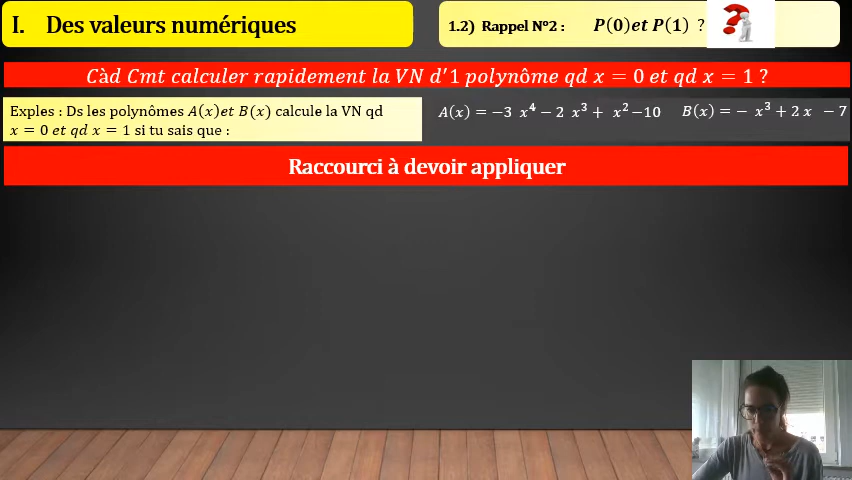 I. Des valeurs numériques
1.2) Rappel N°2 : P(0)et P(1) ?
Càd Cmt calculer rapidement la VN d'1 polynôme qd x = 0 et qd x = 1 ?
Exples : Ds les polynômes A(x)et B(x) calcule la VN qd
x = 0 et qd x = 1 si tu sais que :
A(x) = −3 x⁴ − 2 x³ + x² −10
B(x) = − x³ + 2 x − 7
Raccourci à devoir appliquer